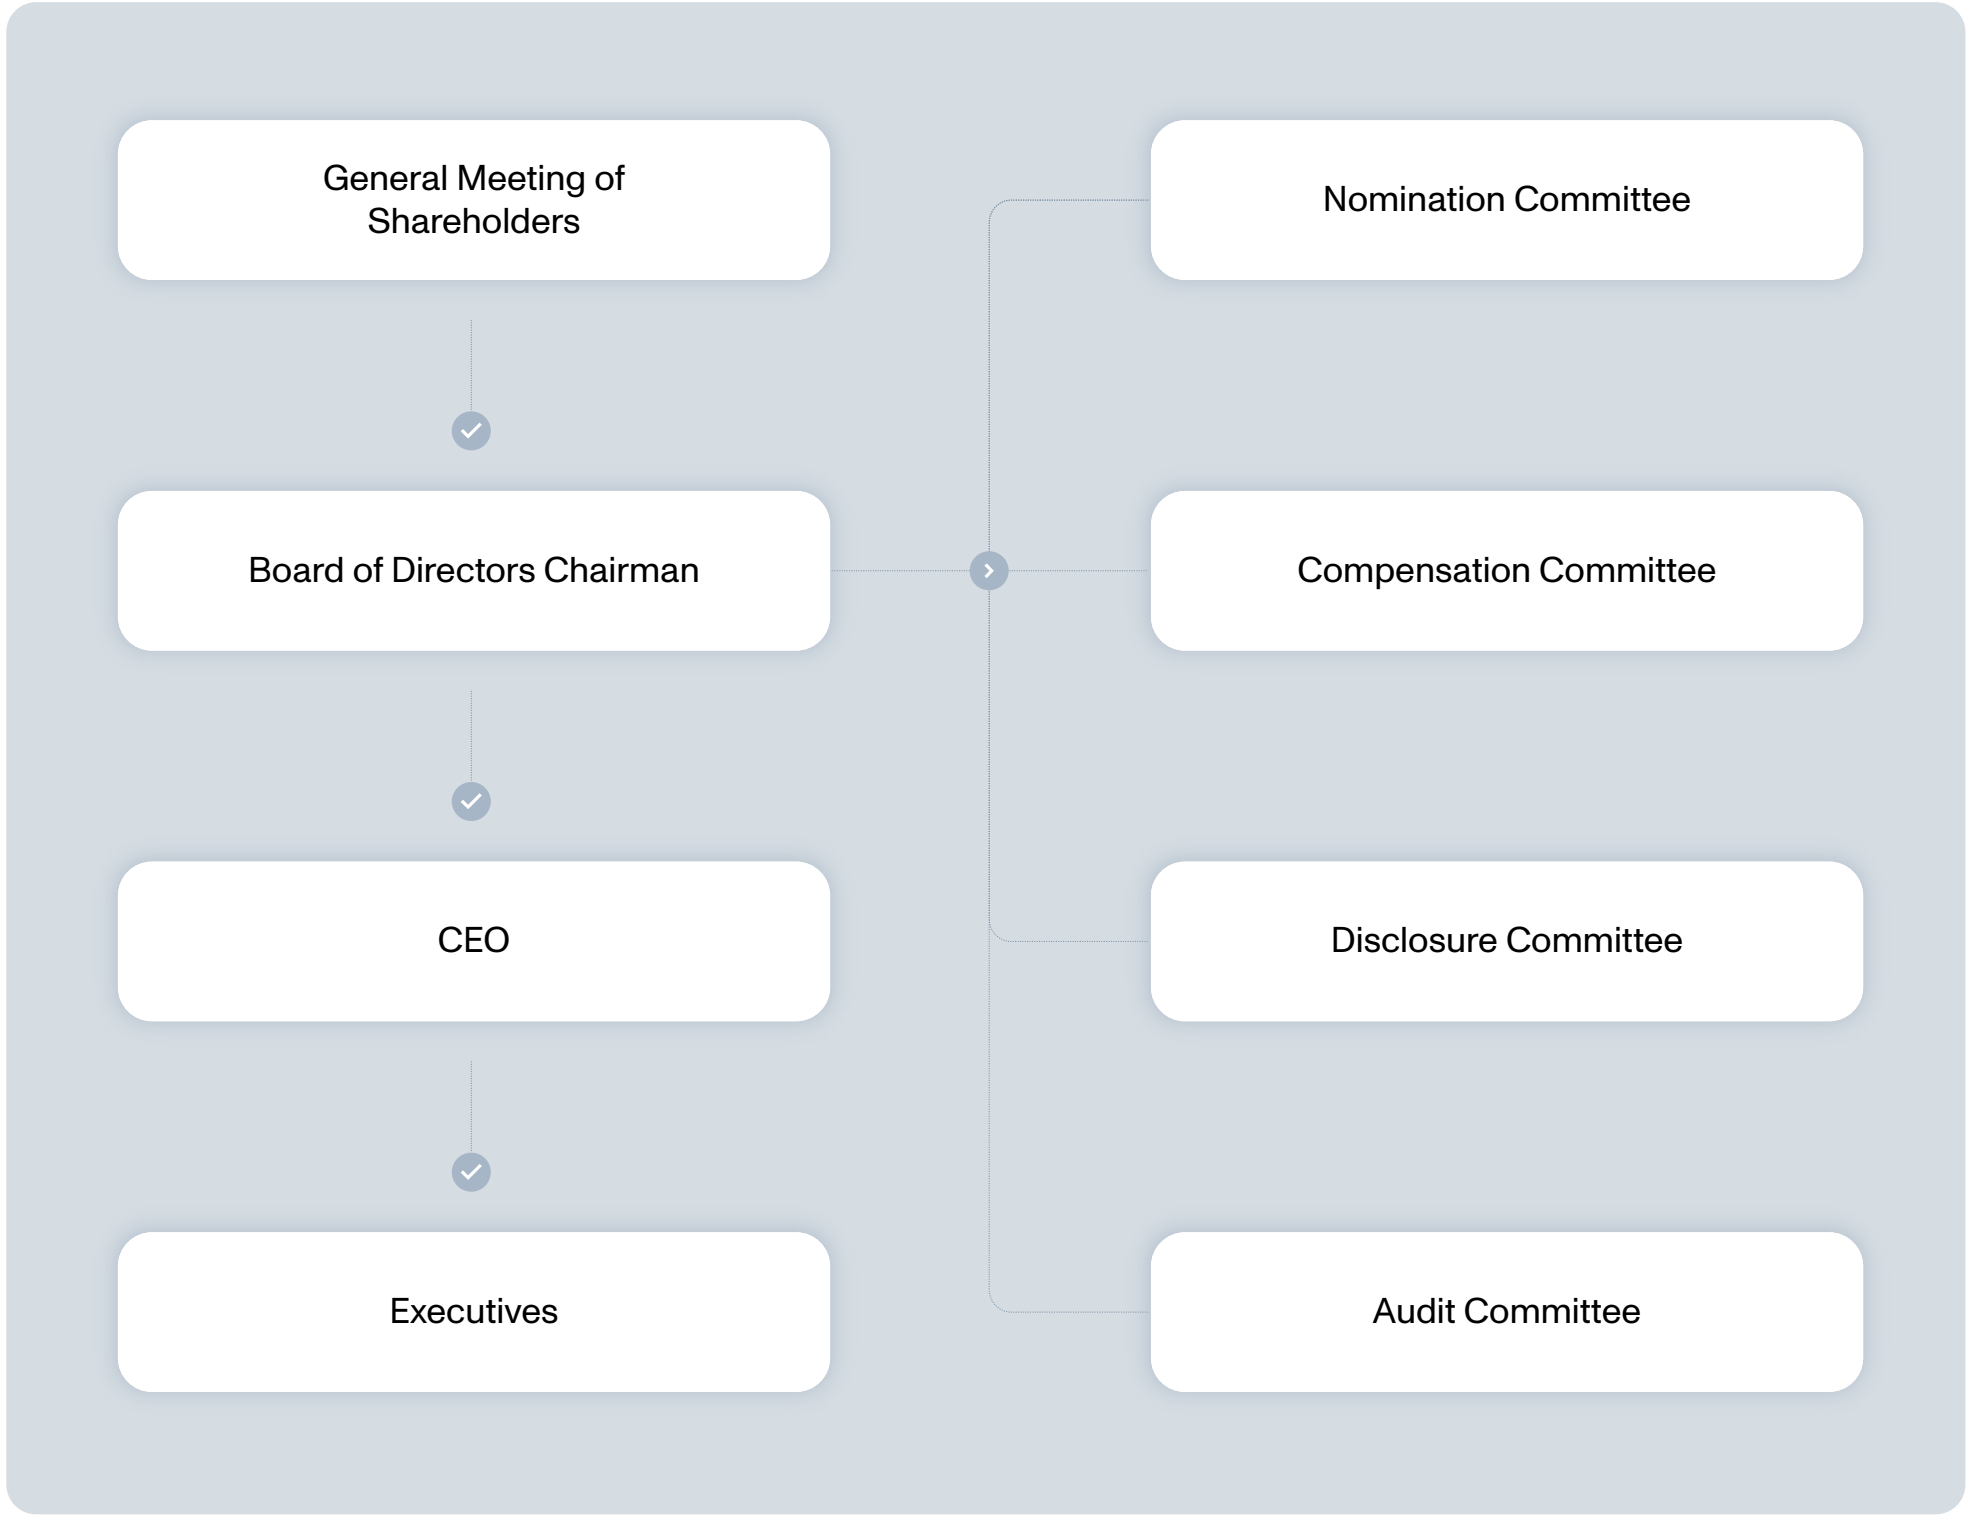 General Meeting of
Shareholders
Nomination Committee
Board of Directors Chairman
Compensation Committee
CEO
Disclosure Committee
Executives
Audit Committee